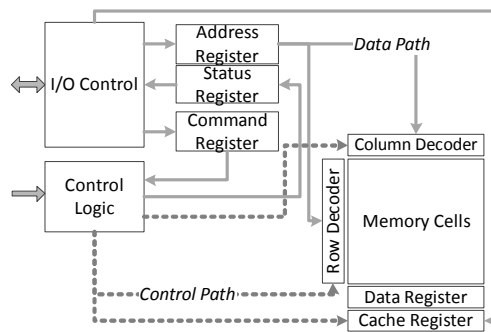 Address
Register
Data Path
I/O Control
Status
Register
Command
Register
Column Decoder
Control
Logic
Row Decoder
Memory Cells
Control Path
Data Register
Cache Register